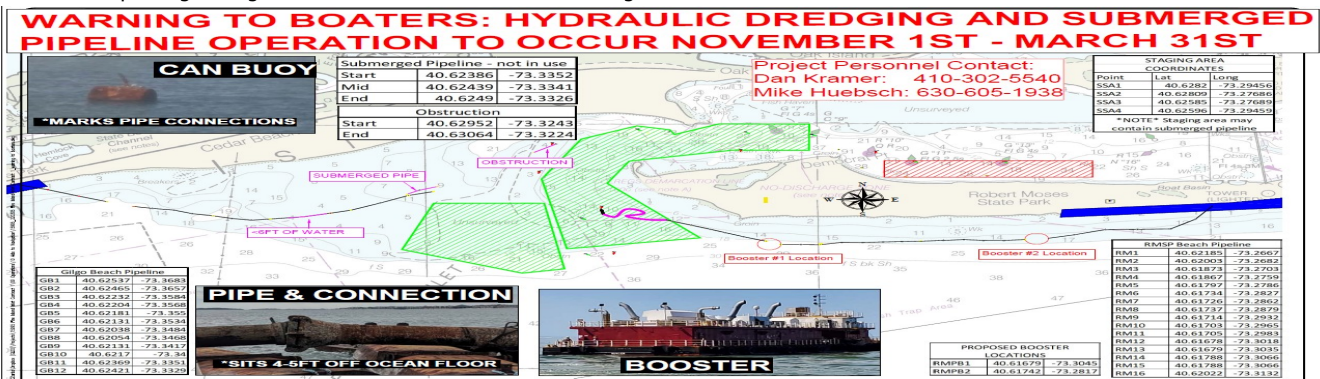 WARNING TO BOATERS: HYDRAULIC DREDGING AND SUBMERGED
PIPELINE OPERATION TO OCCUR NOVEMBER 1ST - MARCH 31ST
CAN BUOY
*MARKS PIPE CONNECTIONS
Submerged Pipeline - not in use
Start 40.62386 -73.3352
Mid 40.62439 -73.3341
End 40.6249 -73.3326
Obstruction
Start 40.62952 -73.3243
End 40.63064 -73.3224
Project Personnel Contact:
Dan Kramer: 410-302-5540
Mike Huebsch: 630-605-1938
STAGING AREA
COORDINATES
Point Lat Long
SSA1 40.6282 -73.29456
SSA2 40.62809 -73.27686
SSA3 40.62585 -73.27689
SSA4 40.62596 -73.29459
*NOTE* Staging area may
contain submerged pipeline
Oak Island
Unsurveyed
Cedar Beach
OBSTRUCTION
SUBMERGED PIPE
<6FT OF WATER
NO-DISCHARGE ZONE
N
W E
S
Robert Moses
State Park
Boat Basin
TOWER
Booster #1 Location
Booster #2 Location
Gilgo Beach Pipeline
GB1 40.62537 -73.3683
GB2 40.62465 -73.3657
GB3 40.62232 -73.3584
GB4 40.62204 -73.3568
GB5 40.62181 -73.355
GB6 40.62131 -73.3534
GB7 40.62038 -73.3484
GB8 40.62054 -73.3468
GB9 40.62131 -73.3417
GB10 40.6217 -73.34
GB11 40.62369 -73.3351
GB12 40.62421 -73.3329
PIPE & CONNECTION
*SITS 4-5FT OFF OCEAN FLOOR
BOOSTER
PROPOSED BOOSTER
LOCATIONS
RMPB1 40.61679 -73.3045
RMPB2 40.61742 -73.2817
RMSP Beach Pipeline
RM1 40.62185 -73.2667
RM2 40.62003 -73.2682
RM3 40.61873 -73.2703
RM4 40.61867 -73.2759
RM5 40.61797 -73.2786
RM6 40.61734 -73.2827
RM7 40.61726 -73.2862
RM8 40.61737 -73.2879
RM9 40.61714 -73.2932
RM10 40.61703 -73.2965
RM11 40.61705 -73.2983
RM12 40.61678 -73.3018
RM13 40.61679 -73.3035
RM14 40.61788 -73.3066
RM15 40.61788 -73.3066
RM16 40.62022 -73.3132